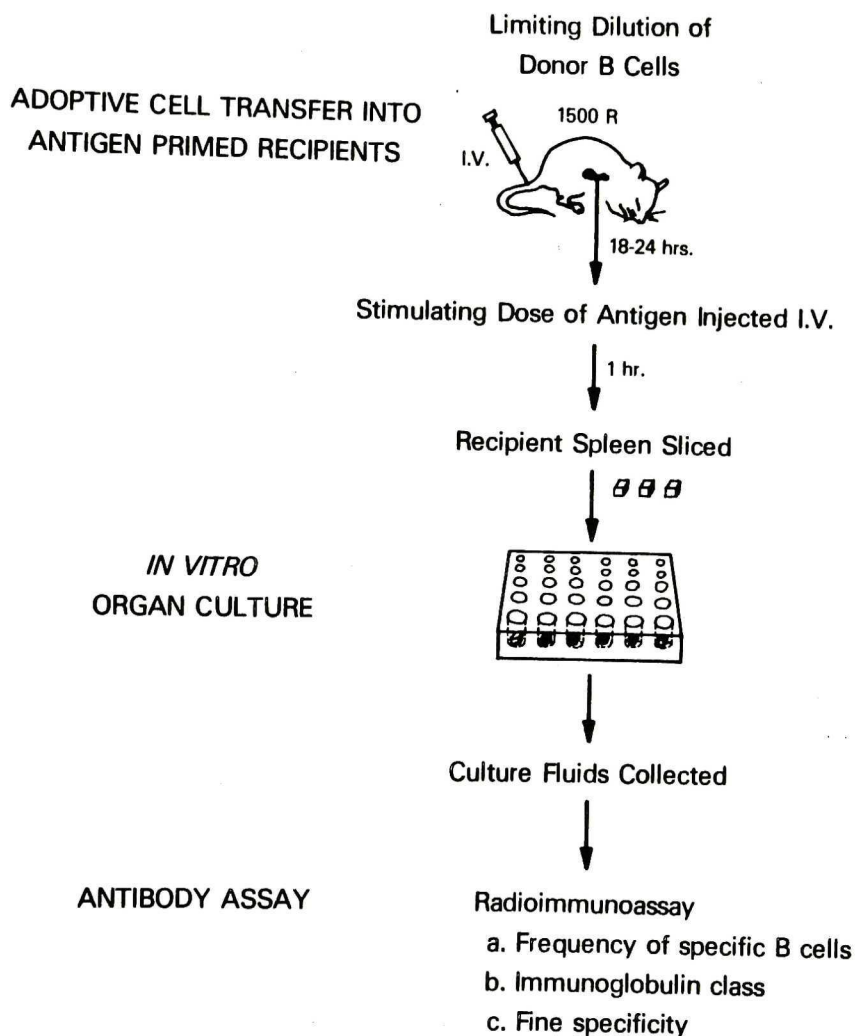 Limiting Dilution of
Donor B Cells
ADOPTIVE CELL TRANSFER INTO
ANTIGEN PRIMED RECIPIENTS
1500 R
I.V.
18-24 hrs.
Stimulating Dose of Antigen Injected I.V.
1 hr.
Recipient Spleen Sliced
IN VITRO
ORGAN CULTURE
Culture Fluids Collected
ANTIBODY ASSAY
Radioimmunoassay
a. Frequency of specific B cells
b. Immunoglobulin class
c. Fine specificity